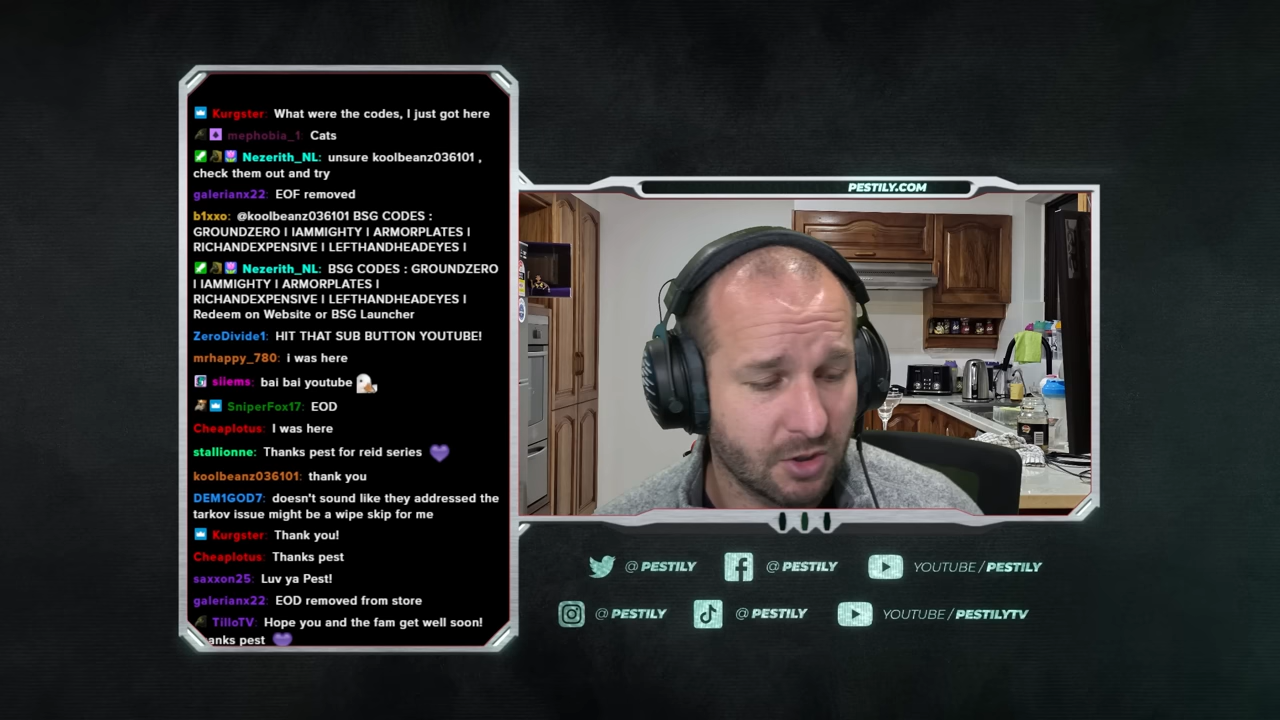 Kurgster: What were the codes, I just got here
mephobia_1: Cats
Nezerith_NL: unsure koolbeanz036101 ,
check them out and try
galerianx22: EOF removed
b1xxo: @koolbeanz036101 BSG CODES :
GROUNDZERO I IAMMIGHTY I ARMORPLATES I
RICHANDEXPENSIVE I LEFTHANDHEADEYES I
Nezerith_NL: BSG CODES : GROUNDZERO
I IAMMIGHTY I ARMORPLATES I
RICHANDEXPENSIVE I LEFTHANDHEADEYES I
Redeem on Website or BSG Launcher
ZeroDivide1: HIT THAT SUB BUTTON YOUTUBE!
mrhappy_780: i was here
siiems: bai bai youtube
SniperFox17: EOD
Cheaplotus: I was here
stallionne: Thanks pest for reid series
koolbeanz036101: thank you
DEM1GOD7: doesn't sound like they addressed the
tarkov issue might be a wipe skip for me
Kurgster: Thank you!
Cheaplotus: Thanks pest
saxxon25: Luv ya Pest!
galerianx22: EOD removed from store
TilloTV: Hope you and the fam get well soon!
anks pest
PESTILY.COM
@PESTILY
@PESTILY
YOUTUBE/PESTILY
@PESTILY
@PESTILY
YOUTUBE/PESTILYTV